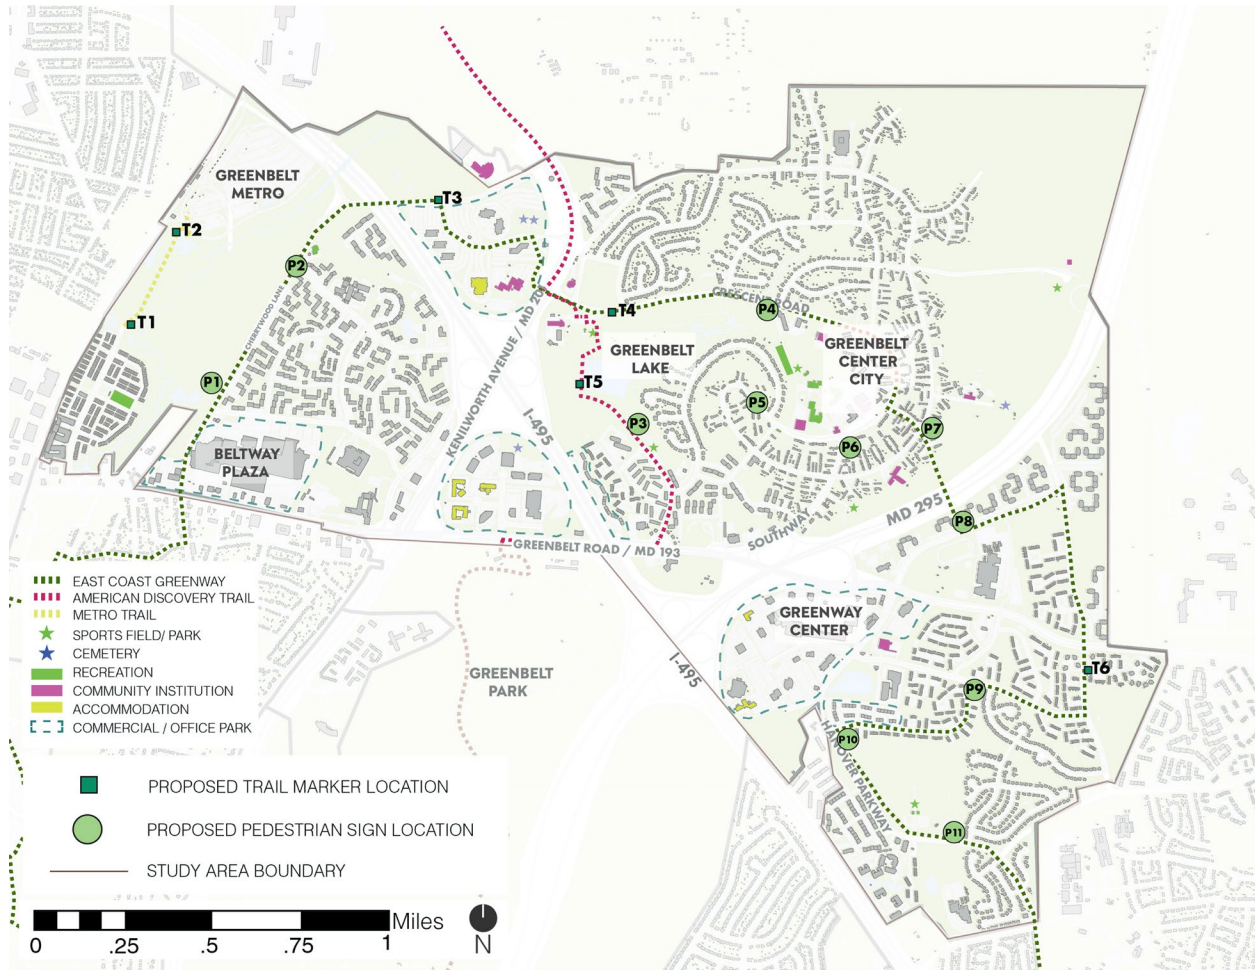 GREENBELT
METRO
T3
T2
P2
CHERRYWOOD LANE
CRESCENT ROAD
P4
T4
T1
KENILWORTH AVENUE / MD 201
GREENBELT
LAKE
GREENBELT
CENTER
CITY
P1
T5
P5
I-495
P3
P7
P6
BELTWAY
PLAZA
MD 295
P8
SOUTHWAY
GREENBELT ROAD / MD 193
EAST COAST GREENWAY
AMERICAN DISCOVERY TRAIL
METRO TRAIL
SPORTS FIELD/ PARK
CEMETERY
RECREATION
COMMUNITY INSTITUTION
ACCOMMODATION
COMMERCIAL / OFFICE PARK
GREENWAY
CENTER
GREENBELT
PARK
I-495
T6
P9
P10
HANOVER PARKWAY
P11
PROPOSED TRAIL MARKER LOCATION
PROPOSED PEDESTRIAN SIGN LOCATION
STUDY AREA BOUNDARY
Miles
0 .25 .5 .75 1
N